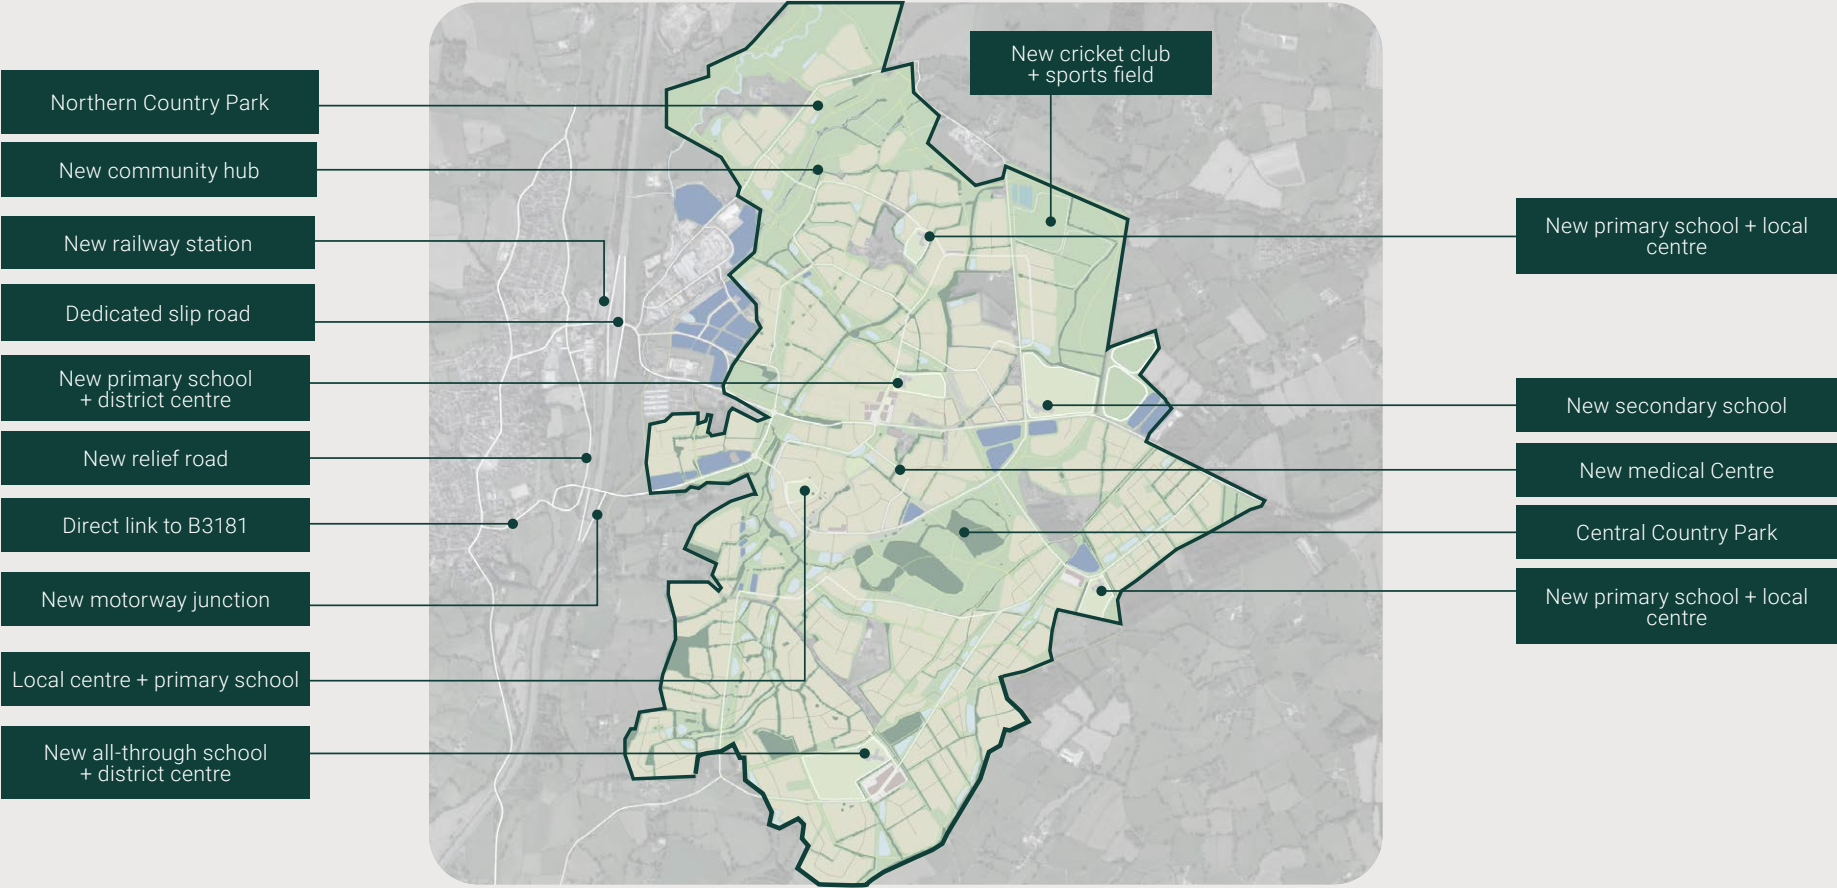 New cricket club
+ sports field
Northern Country Park
New community hub
New railway station
Dedicated slip road
New primary school
+ district centre
New relief road
Direct link to B3181
New motorway junction
Local centre + primary school
New all-through school
+ district centre
New primary school + local
centre
New secondary school
New medical Centre
Central Country Park
New primary school + local
centre